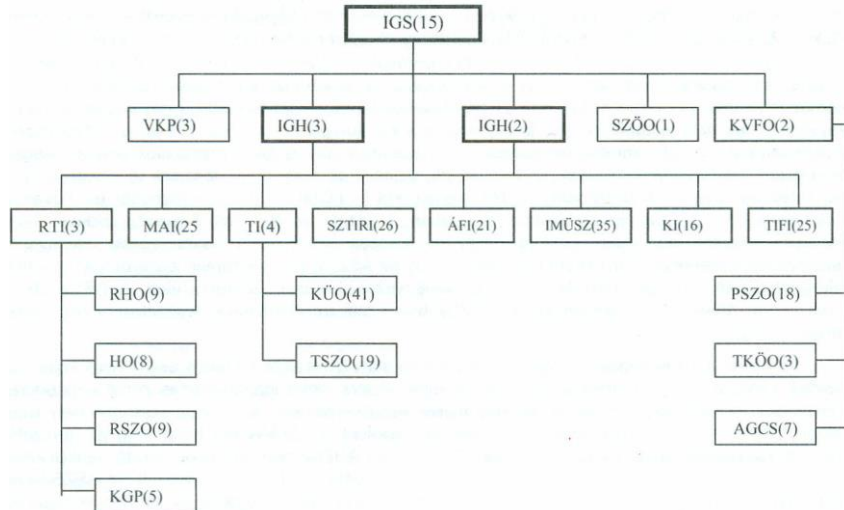 IGS(15)
VKP(3)
IGH(3)
IGH(2)
SZÖO(1)
KVFO(2)
RTI(3)
MAI(25
TI(4)
SZTIRI(26)
ÁFI(21)
IMÜSZ(35)
KI(16)
TIFI(25)
RHO(9)
KÜO(41)
PSZO(18)
HO(8)
TSZO(19)
TKÖO(3)
RSZO(9)
AGCS(7)
KGP(5)